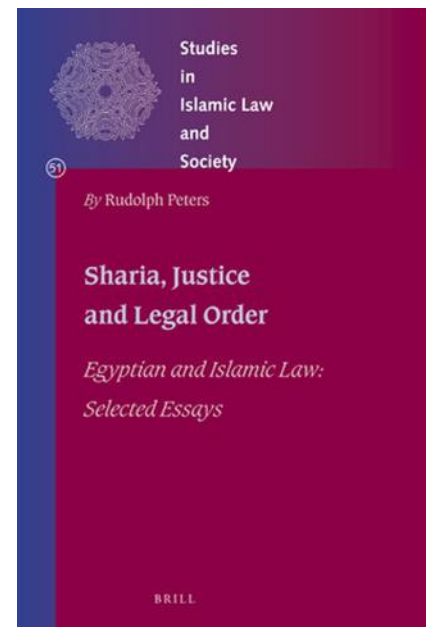 Studies
in
Islamic Law
and
Society
51
By Rudolph Peters
Sharia, Justice
and Legal Order
Egyptian and Islamic Law:
Selected Essays
BRILL